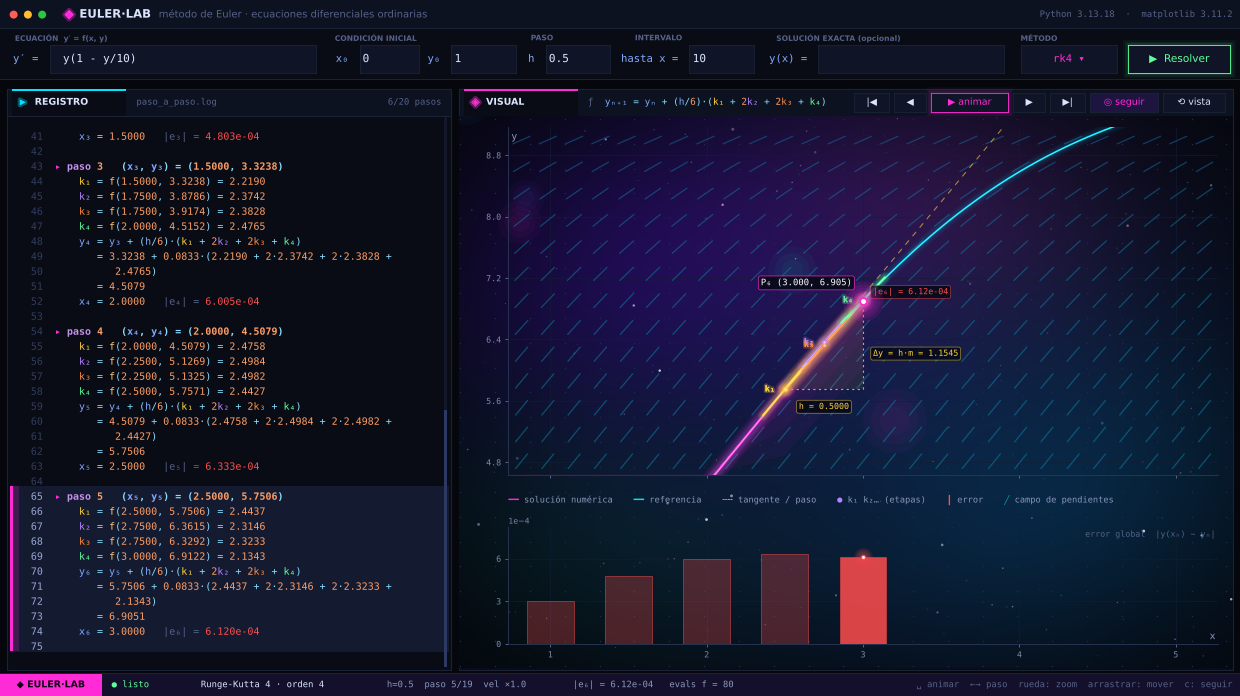 EULER·LAB método de Euler · ecuaciones diferenciales ordinarias Python 3.13.18 · matplotlib 3.11.2
ECUACIÓN y′ = f(x, y) CONDICIÓN INICIAL PASO INTERVALO SOLUCIÓN EXACTA (opcional) MÉTODO
y′ = y(1 - y/10) x₀ 0 y₀ 1 h 0.5 hasta x = 10 y(x) = rk4 ▾ ▶ Resolver
REGISTRO paso_a_paso.log 6/20 pasos
41 x₃ = 1.5000 |e₃| = 4.803e-04
42
43 ▸ paso 3 (x₃, y₃) = (1.5000, 3.3238)
44 k₁ = f(1.5000, 3.3238) = 2.2190
45 k₂ = f(1.7500, 3.8786) = 2.3742
46 k₃ = f(1.7500, 3.9174) = 2.3828
47 k₄ = f(2.0000, 4.5152) = 2.4765
48 y₄ = y₃ + (h/6)·(k₁ + 2k₂ + 2k₃ + k₄)
49 = 3.3238 + 0.0833·(2.2190 + 2·2.3742 + 2·2.3828 +
50 2.4765)
51 = 4.5079
52 x₄ = 2.0000 |e₄| = 6.005e-04
53
54 ▸ paso 4 (x₄, y₄) = (2.0000, 4.5079)
55 k₁ = f(2.0000, 4.5079) = 2.4758
56 k₂ = f(2.2500, 5.1269) = 2.4984
57 k₃ = f(2.2500, 5.1325) = 2.4982
58 k₄ = f(2.5000, 5.7571) = 2.4427
59 y₅ = y₄ + (h/6)·(k₁ + 2k₂ + 2k₃ + k₄)
60 = 4.5079 + 0.0833·(2.4758 + 2·2.4984 + 2·2.4982 +
61 2.4427)
62 = 5.7506
63 x₅ = 2.5000 |e₅| = 6.333e-04
64
65 ▸ paso 5 (x₅, y₅) = (2.5000, 5.7506)
66 k₁ = f(2.5000, 5.7506) = 2.4437
67 k₂ = f(2.7500, 6.3615) = 2.3146
68 k₃ = f(2.7500, 6.3292) = 2.3233
69 k₄ = f(3.0000, 6.9122) = 2.1343
70 y₆ = y₅ + (h/6)·(k₁ + 2k₂ + 2k₃ + k₄)
71 = 5.7506 + 0.0833·(2.4437 + 2·2.3146 + 2·2.3233 +
72 2.1343)
73 = 6.9051
74 x₆ = 3.0000 |e₆| = 6.120e-04
75
VISUAL ƒ yₙ₊₁ = yₙ + (h/6)·(k₁ + 2k₂ + 2k₃ + k₄) |◀ ◀ ▶ animar ▶ ▶| ◎ seguir ⟲ vista
y
8.8
8.0
7.2
6.4
5.6
4.8
P₆ (3.000, 6.905)
|e₆| = 6.12e-04
k₄
Δy = h·m = 1.1545
k₁
h = 0.5000
solución numérica referencia tangente / paso k₁ k₂… (etapas) error campo de pendientes
1e−4
error global |y(xₙ) − yₙ|
6
3
0
x
1 2 3 4 5
◆ EULER·LAB ● listo Runge-Kutta 4 · orden 4 h=0.5 paso 5/19 vel ×1.0 |e₆| = 6.12e-04 evals f = 80 ␣ animar ←→ paso rueda: zoom arrastrar: mover c: seguir